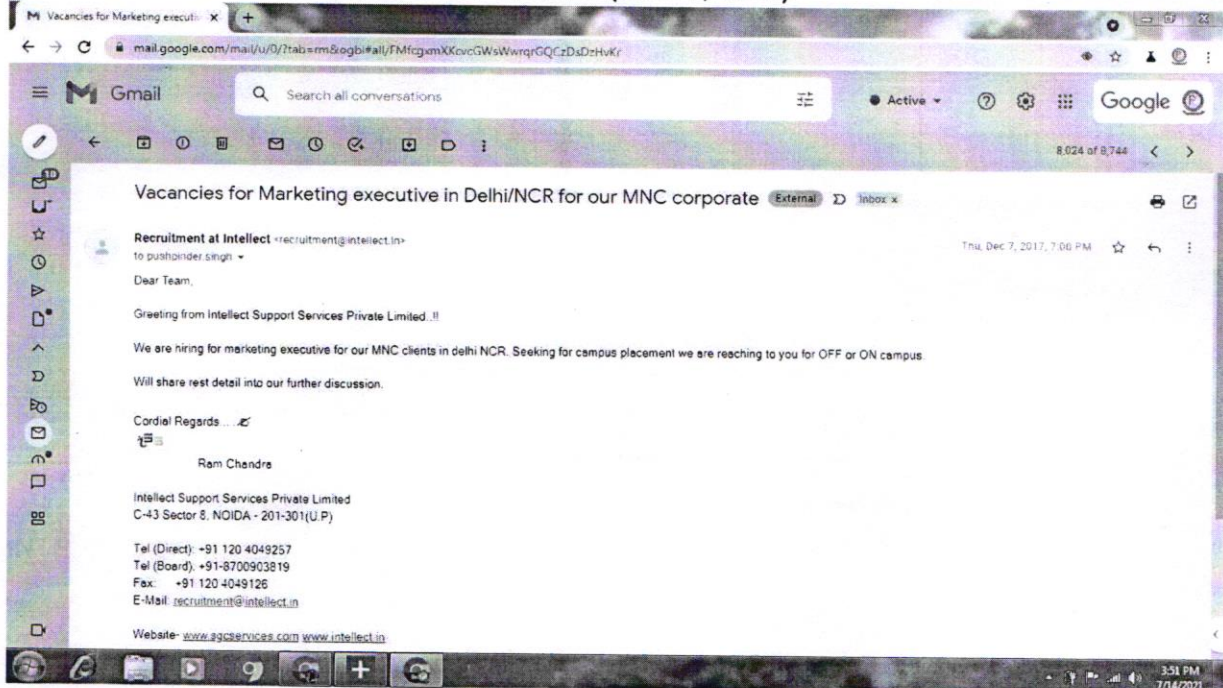 Vacancies for Marketing executi
mail.google.com/mail/u/0/?tab=rm&ogbl#all/FMfcgxmXKcvcGWsWwrqrGQCzDsDzHvKr
Gmail
Search all conversations
Active
Google
8,024 of 8,744
Vacancies for Marketing executive in Delhi/NCR for our MNC corporate External Inbox x
Recruitment at Intellect <recruitment@intellect.in>
Thu, Dec 7, 2017, 7:06 PM
to pushpinder.singh
Dear Team,
Greeting from Intellect Support Services Private Limited..!!
We are hiring for marketing executive for our MNC clients in delhi NCR. Seeking for campus placement we are reaching to you for OFF or ON campus.
Will share rest detail into our further discussion.
Cordial Regards.....
Ram Chandra
Intellect Support Services Private Limited
C-43 Sector 8, NOIDA - 201-301(U.P)
Tel (Direct): +91 120 4049257
Tel (Board): +91-8700903819
Fax: +91 120 4049126
E-Mail: recruitment@intellect.in
Website- www.sgcservices.com www.intellect.in
3:51 PM
7/14/2021